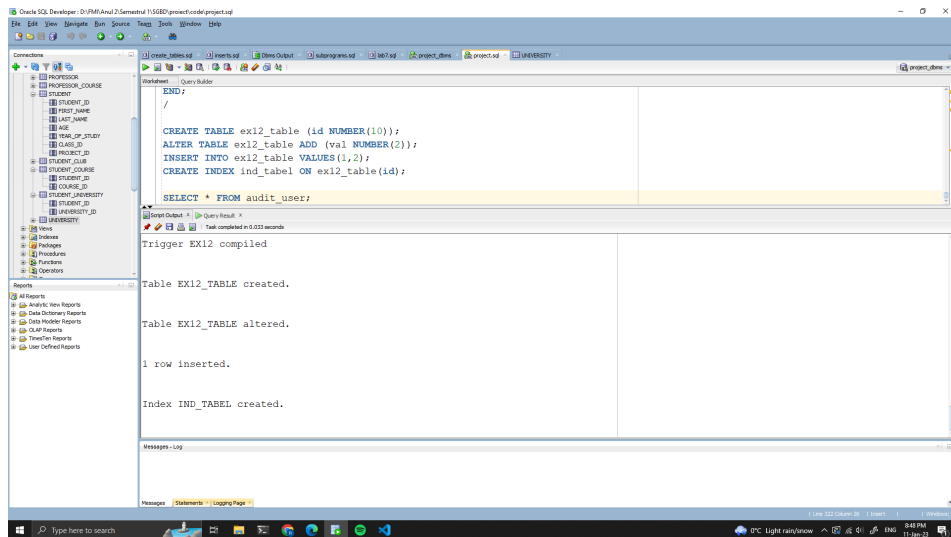 Oracle SQL Developer : D:\FMI\Anul 2\Semestrul 1\SGBD\project\code\project.sql
File Edit View Navigate Run Source Team Tools Window Help
Connections
create_tables.sql inserts.sql Dbms Output subprograms.sql lab7.sql project_dbms project.sql UNIVERSITY
project_dbms
Worksheet Query Builder
PROFESSOR
PROFESSOR_COURSE
STUDENT
STUDENT_ID
FIRST_NAME
LAST_NAME
AGE
YEAR_OF_STUDY
CLASS_ID
PROJECT_ID
STUDENT_CLUB
STUDENT_COURSE
STUDENT_ID
COURSE_ID
STUDENT_UNIVERSITY
STUDENT_ID
UNIVERSITY_ID
UNIVERSITY
Views
Indexes
Packages
Procedures
Functions
Operators
END;
/
CREATE TABLE ex12_table (id NUMBER(10));
ALTER TABLE ex12_table ADD (val NUMBER(2));
INSERT INTO ex12_table VALUES(1,2);
CREATE INDEX ind_tabel ON ex12_table(id);
SELECT * FROM audit_user;
Script Output Query Result
Task completed in 0.033 seconds
Trigger EX12 compiled
Table EX12_TABLE created.
Table EX12_TABLE altered.
1 row inserted.
Index IND_TABEL created.
Reports
All Reports
Analytic View Reports
Data Dictionary Reports
Data Modeler Reports
OLAP Reports
TimesTen Reports
User Defined Reports
Messages - Log
Messages Statements Logging Page
Line 322 Column 26 Insert Windows
Type here to search
0°C Light rain/snow ENG 8:48 PM
11-Jan-23